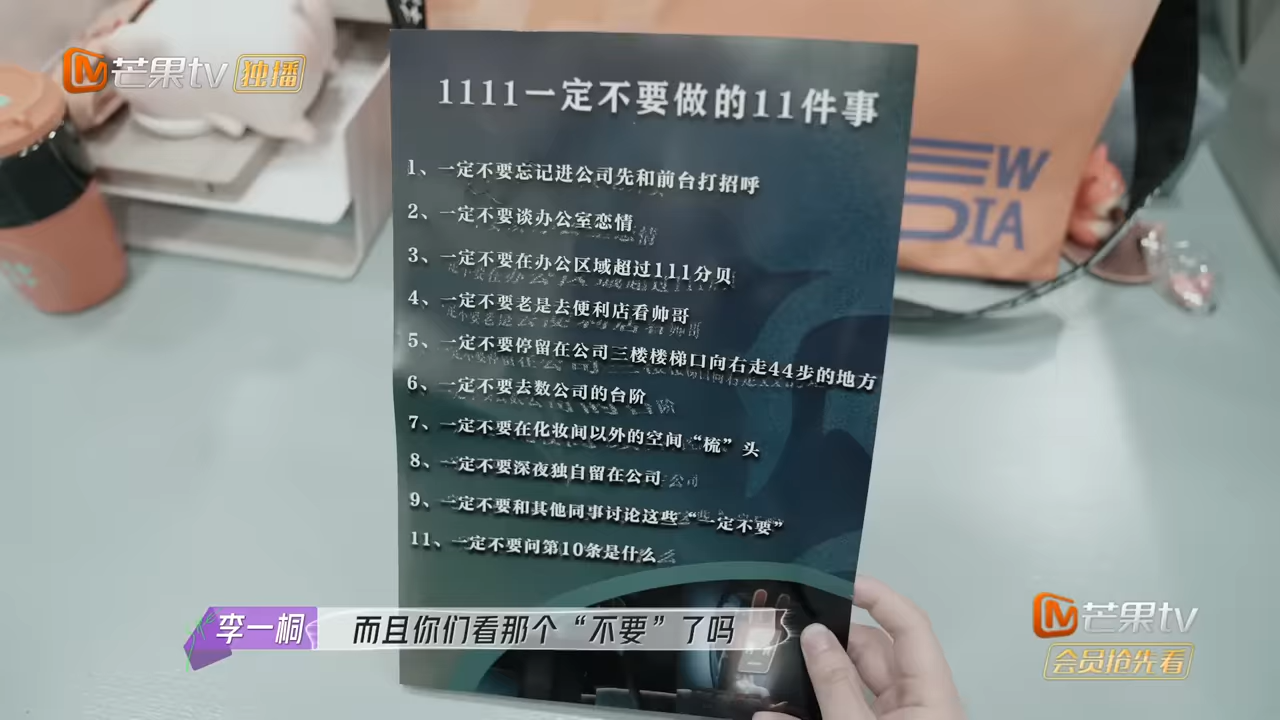 芒果tv 独播
1111一定不要做的11件事
1、一定不要忘记进公司先和前台打招呼
2、一定不要谈办公室恋情
3、一定不要在办公区域超过111分贝
4、一定不要老是去便利店看帅哥
5、一定不要停留在公司三楼楼梯口向右走44步的地方
6、一定不要去数公司的台阶
7、一定不要在化妆间以外的空间“梳”头
8、一定不要深夜独自留在公司
9、一定不要和其他同事讨论这些“一定不要”
11、一定不要问第10条是什么
EW
DIA
李一桐 而且你们看那个“不要”了吗
芒果tv
会员抢先看